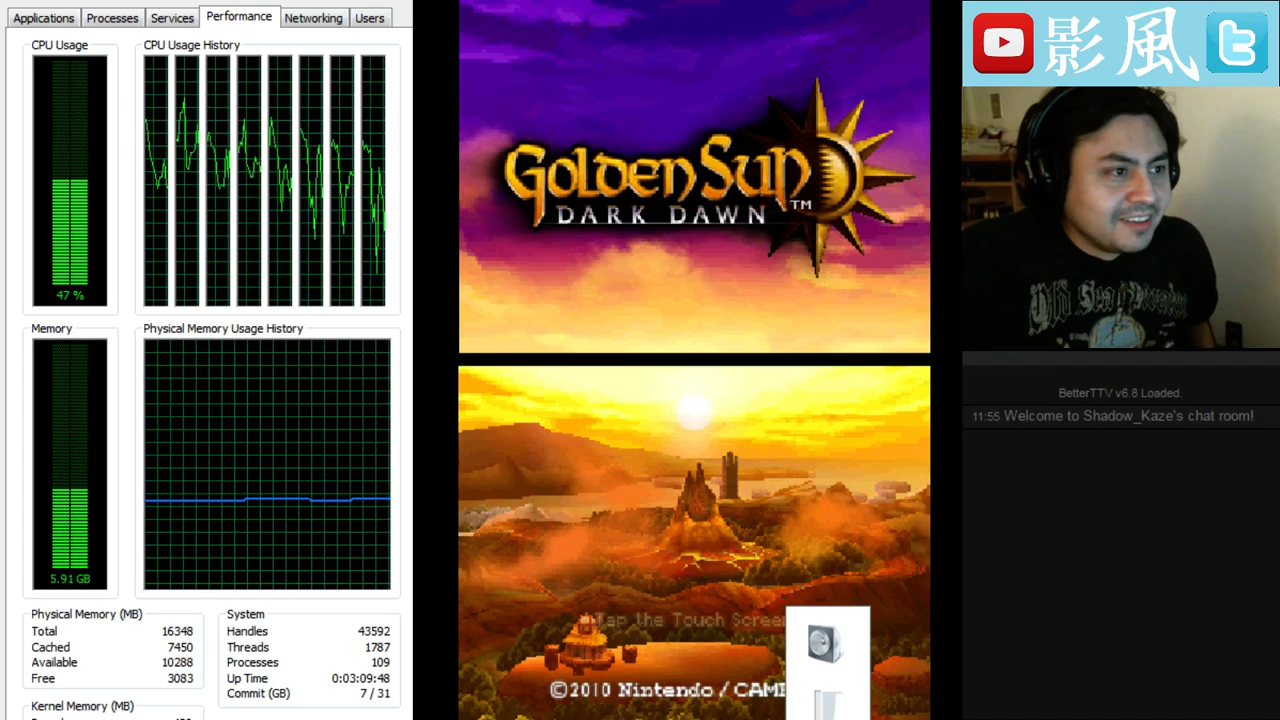 Applications
Processes
Services
Performance
Networking
Users
CPU Usage
CPU Usage History
47 %
Memory
Physical Memory Usage History
5.91 GB
Physical Memory (MB)
Total 16348
Cached 7450
Available 10288
Free 3083
Kernel Memory (MB)
System
Handles 43592
Threads 1787
Processes 109
Up Time 0:03:09:48
Commit (GB) 7 / 31
GOLDEN SUN
DARK DAWN™
Tap the Touch Screen
©2010 Nintendo / CAME
影風
BetterTTV v6.8 Loaded.
11:55 Welcome to Shadow_Kaze's chat room!